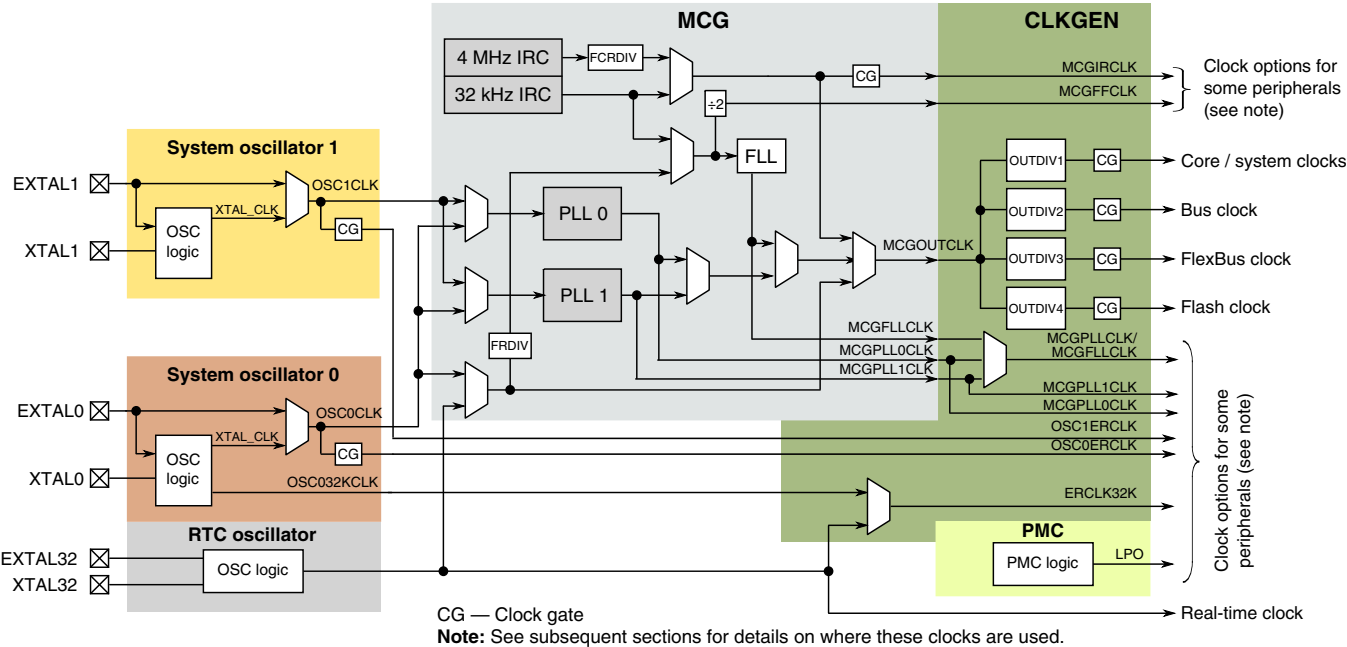 MCG
CLKGEN
4 MHz IRC
FCRDIV
CG
MCGIRCLK
Clock options for
some peripherals
(see note)
32 kHz IRC
÷2
MCGFFCLK
System oscillator 1
FLL
OUTDIV1
CG
Core / system clocks
EXTAL1
OSC1CLK
XTAL_CLK
OSC
logic
CG
XTAL1
PLL 0
OUTDIV2
CG
Bus clock
MCGOUTCLK
OUTDIV3
CG
FlexBus clock
PLL 1
OUTDIV4
CG
Flash clock
FRDIV
MCGFLLCLK
MCGPLL0CLK
MCGPLL1CLK
MCGPLLCLK/
MCGFLLCLK
System oscillator 0
MCGPLL1CLK
MCGPLL0CLK
EXTAL0
OSC0CLK
XTAL_CLK
OSC
logic
CG
XTAL0
OSC1ERCLK
OSC0ERCLK
OSC032KCLK
ERCLK32K
Clock options for some
peripherals (see note)
RTC oscillator
PMC
EXTAL32
XTAL32
OSC logic
PMC logic
LPO
Real-time clock
CG — Clock gate
Note: See subsequent sections for details on where these clocks are used.